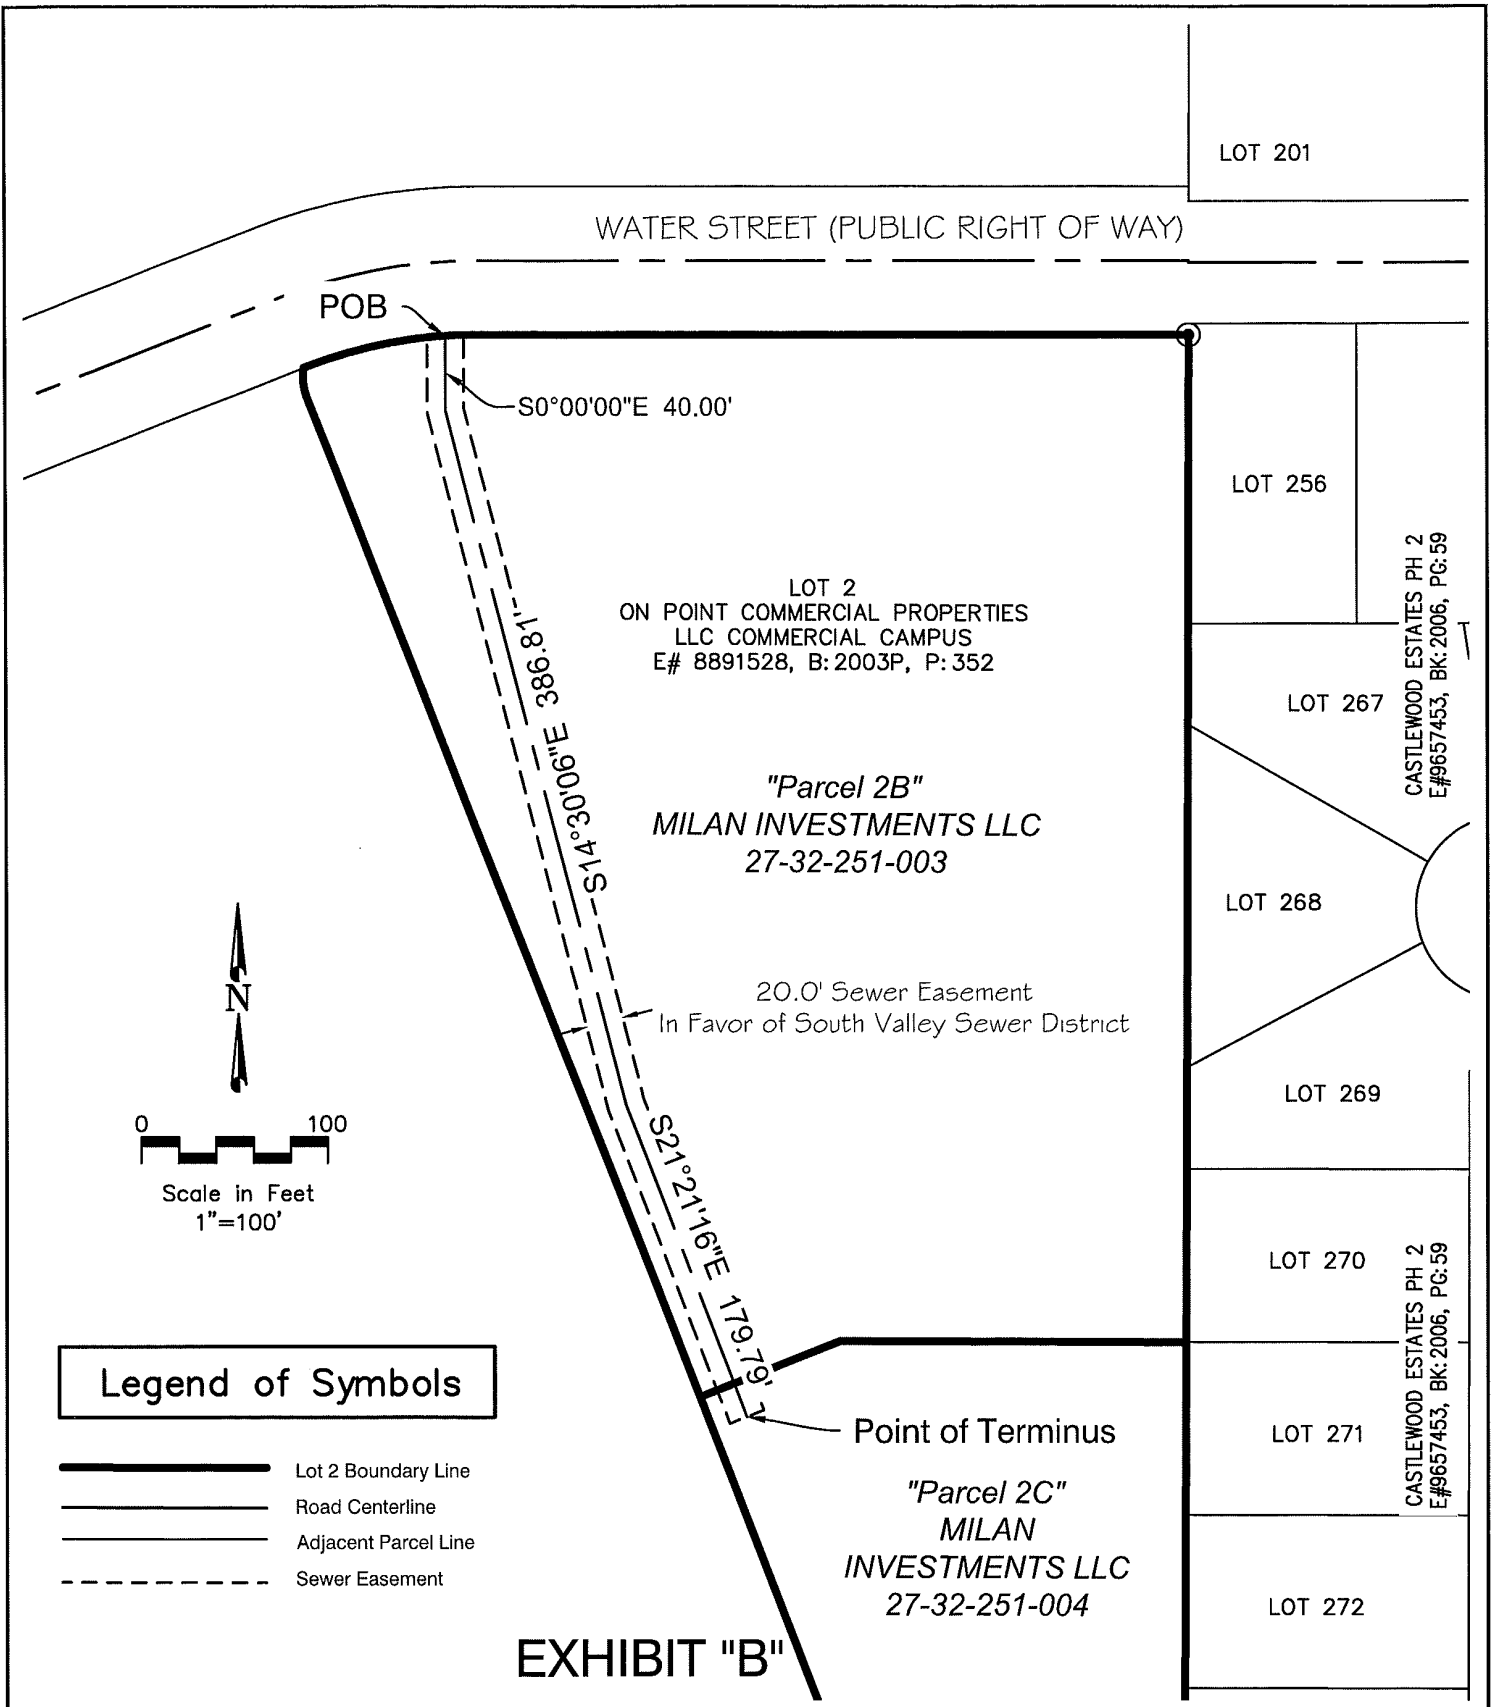 LOT 201
WATER STREET (PUBLIC RIGHT OF WAY)
POB
S0°00'00"E 40.00'
LOT 256
CASTLEWOOD ESTATES PH 2
E#9657453, BK:2006, PG:59
LOT 2
ON POINT COMMERCIAL PROPERTIES
LLC COMMERCIAL CAMPUS
E# 8891528, B:2003P, P:352
S14°30'06"E 386.81'
LOT 267
"Parcel 2B"
MILAN INVESTMENTS LLC
27-32-251-003
LOT 268
N
20.0' Sewer Easement
In Favor of South Valley Sewer District
LOT 269
0 100
Scale in Feet
1"=100'
S21°21'16"E 179.79'
LOT 270
CASTLEWOOD ESTATES PH 2
E#9657453, BK:2006, PG:59
Legend of Symbols
Lot 2 Boundary Line
Road Centerline
Adjacent Parcel Line
Sewer Easement
Point of Terminus
LOT 271
"Parcel 2C"
MILAN
INVESTMENTS LLC
27-32-251-004
LOT 272
EXHIBIT "B"